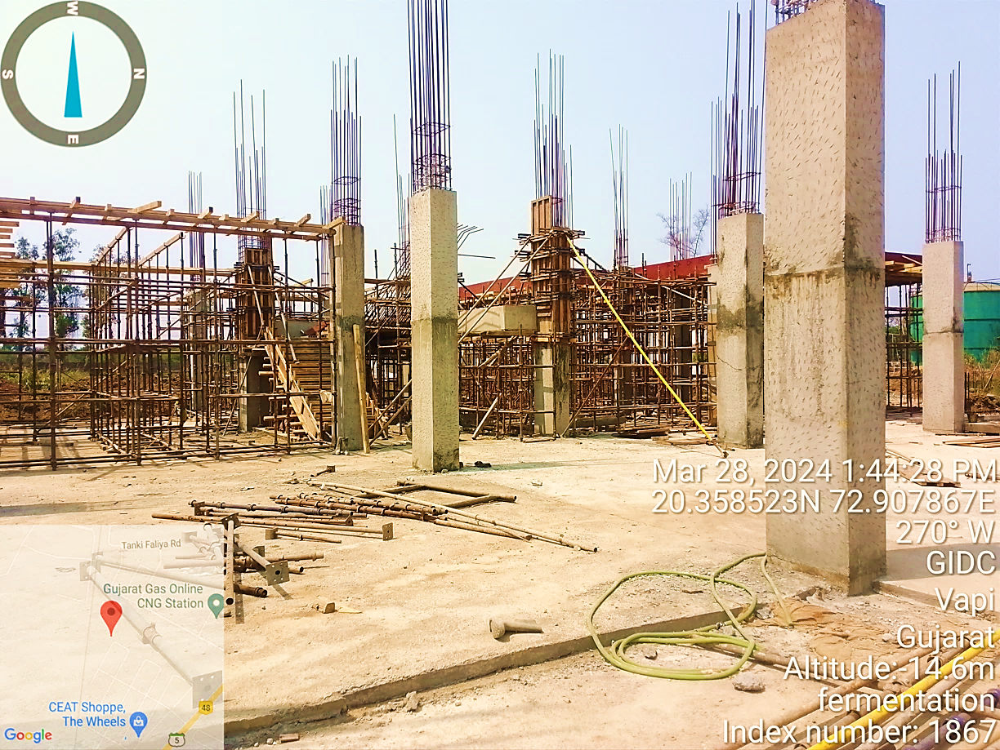 W
S
N
E
Mar 28, 2024 1:44:28 PM
20.358523N 72.907867E
270° W
GIDC
Vapi
Gujarat
Altitude:-14.6m
fermentation
Index number: 1867
Tanki Faliya Rd
Gujarat Gas Online
CNG Station
48
CEAT Shoppe,
The Wheels
Google
5